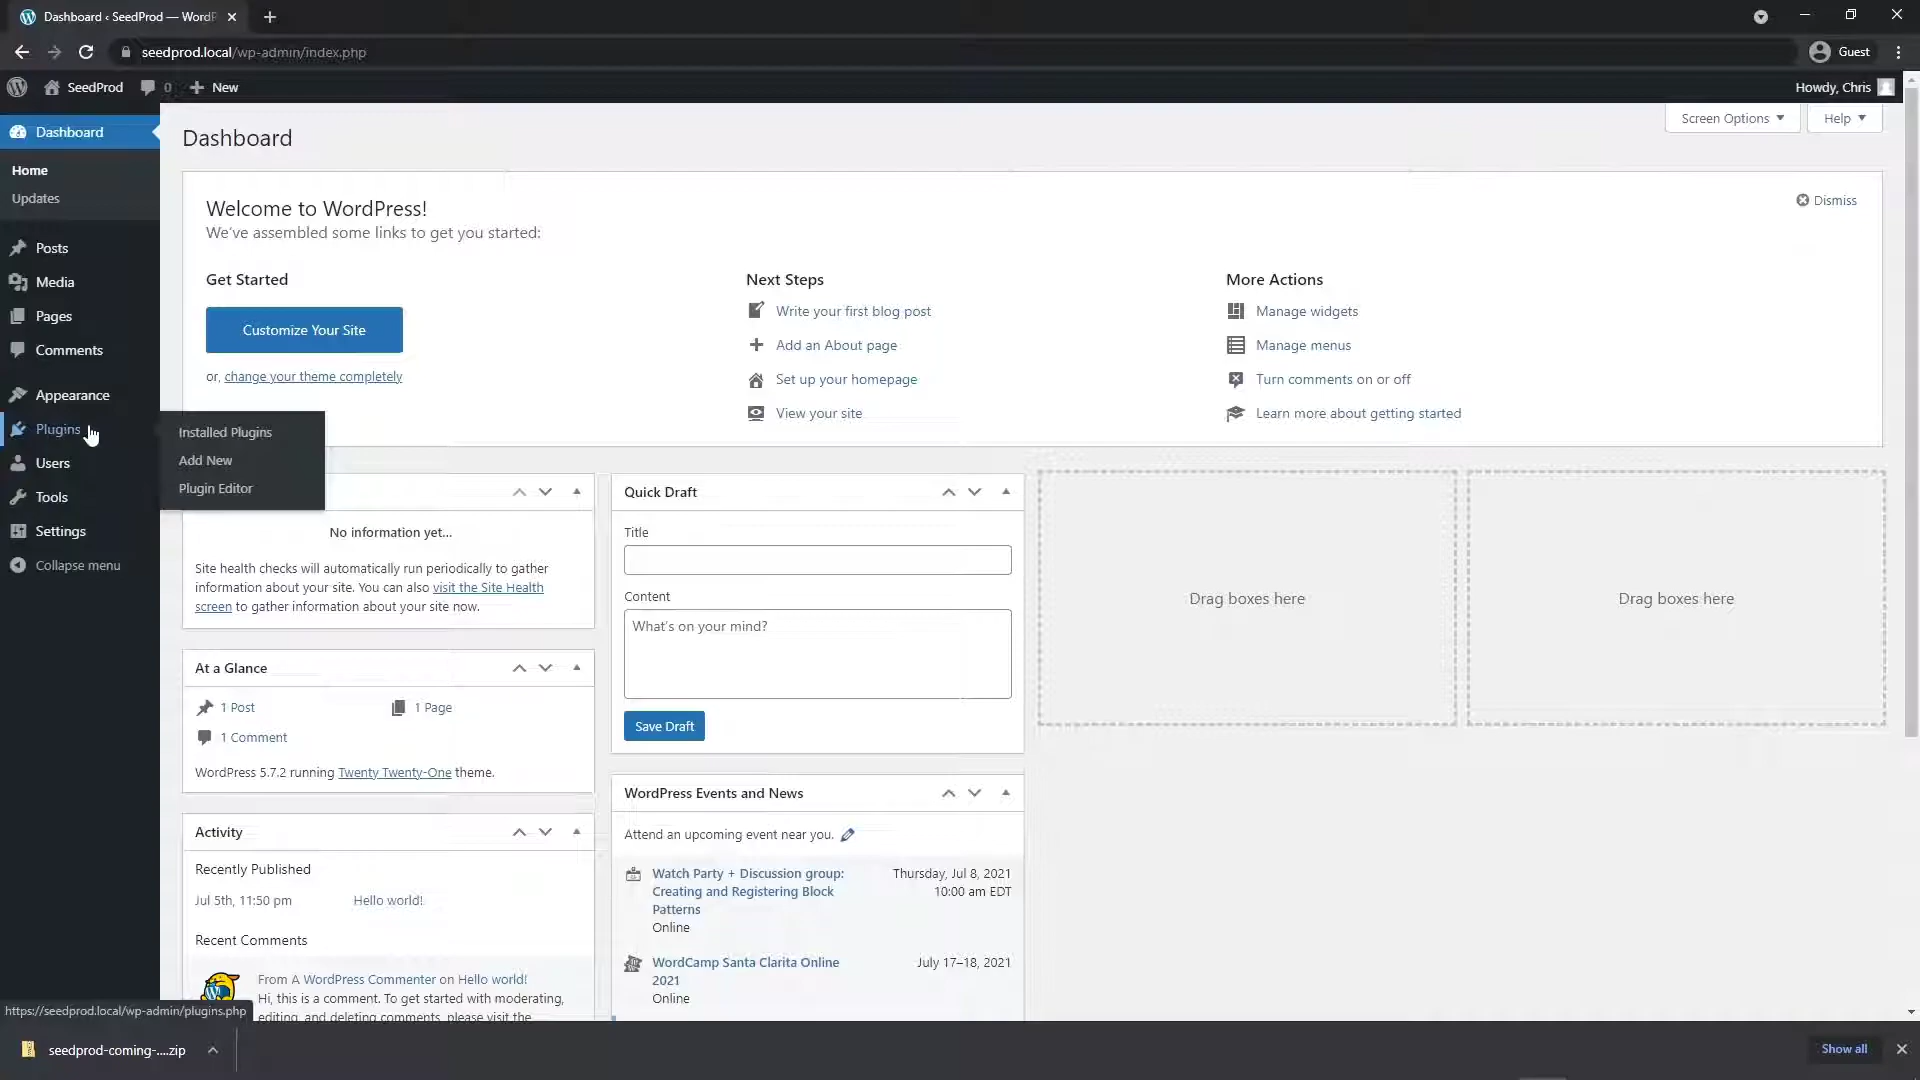 Dashboard ‹ SeedProd — WordP
seedprod.local/wp-admin/index.php
Guest
SeedProd
0
New
Howdy, Chris
Dashboard
Home
Updates
Posts
Media
Pages
Comments
Appearance
Plugins
Users
Tools
Settings
Collapse menu
Installed Plugins
Add New
Plugin Editor
Screen Options
Help
Dashboard
Welcome to WordPress!
We've assembled some links to get you started:
Dismiss
Get Started
Customize Your Site
or, change your theme completely
Next Steps
Write your first blog post
Add an About page
Set up your homepage
View your site
More Actions
Manage widgets
Manage menus
Turn comments on or off
Learn more about getting started
No information yet...
Site health checks will automatically run periodically to gather
information about your site. You can also visit the Site Health
screen to gather information about your site now.
At a Glance
1 Post
1 Page
1 Comment
WordPress 5.7.2 running Twenty Twenty-One theme.
Activity
Recently Published
Jul 5th, 11:50 pm
Hello world!
Recent Comments
From A WordPress Commenter on Hello world!
Hi, this is a comment. To get started with moderating,
editing, and deleting comments, please visit the
Quick Draft
Title
Content
What's on your mind?
Save Draft
WordPress Events and News
Attend an upcoming event near you.
Watch Party + Discussion group:
Creating and Registering Block
Patterns
Online
Thursday, Jul 8, 2021
10:00 am EDT
WordCamp Santa Clarita Online
2021
Online
July 17–18, 2021
Drag boxes here
Drag boxes here
https://seedprod.local/wp-admin/plugins.php
seedprod-coming-....zip
Show all